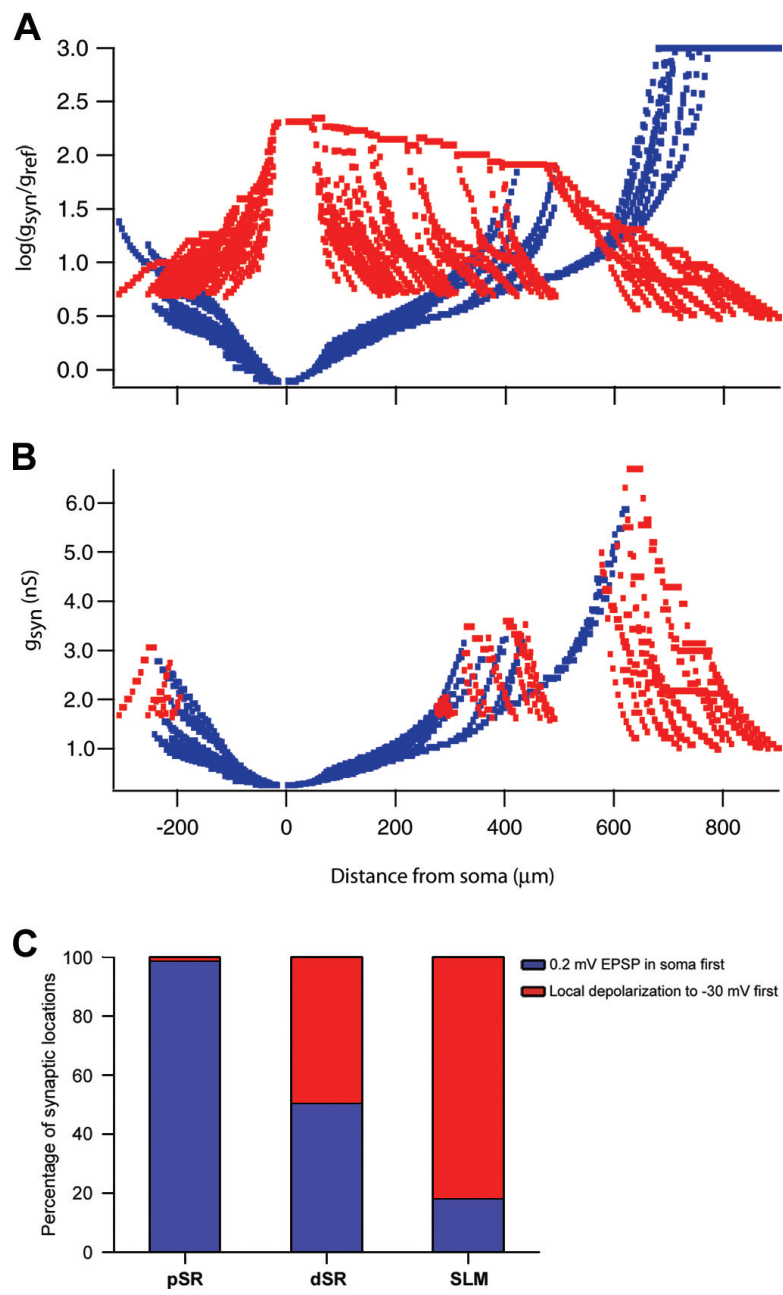 A
log(gsyn/gref)
3.0
2.5
2.0
1.5
1.0
0.5
0.0
B
gsyn (nS)
6.0
5.0
4.0
3.0
2.0
1.0
-200 0 200 400 600 800
Distance from soma (μm)
C
Percentage of synaptic locations
100
80
60
40
20
0
pSR dSR SLM
0.2 mV EPSP in soma first
Local depolarization to -30 mV first